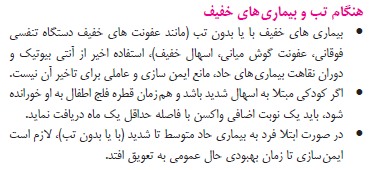 هنگام تب و بیماری‌های خفیف
بیماری های خفیف با یا بدون تب (مانند عفونت های خفیف دستگاه تنفسی
فوقانی، عفونت گوش میانی، اسهال خفیف)، استفاده اخیر از آنتی بیوتیک و
دوران نقاهت بیماری‌های حاد، مانع ایمن سازی و عاملی برای تاخیر آن نیست.
اگر کودکی مبتلا به اسهال شدید باشد و هم‌زمان قطره فلج اطفال به او خورانده
شود، باید یک نوبت اضافی واکسن با فاصله حداقل یک ماه دریافت نماید.
در صورت ابتلا فرد به بیماری حاد متوسط تا شدید (با یا بدون تب)، لازم است
ایمن‌سازی تا زمان بهبودی حال عمومی به تعویق افتد.